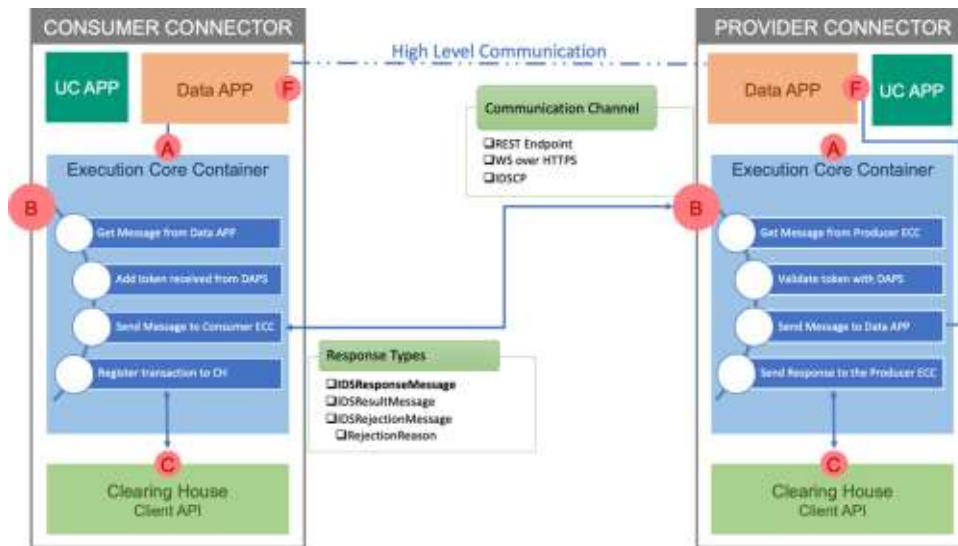 CONSUMER CONNECTOR
UC APP
Data APP
F
A
Execution Core Container
B
Get Message from Data APP
Add token received from DAPS
Send Message to Consumer ECC
Register transaction to CH
C
Clearing House
Client API
High Level Communication
Communication Channel
❑REST Endpoint
❑WS over HTTPS
❑IDSCP
Response Types
❑IDSResponseMessage
❑IDSResultMessage
❑IDSRejectionMessage
❑RejectionReason
PROVIDER CONNECTOR
Data APP
F
UC APP
A
Execution Core Container
B
Get Message from Producer ECC
Validate token with DAPS
Send Message to Data APP
Send Response to the Producer ECC
C
Clearing House
Client API